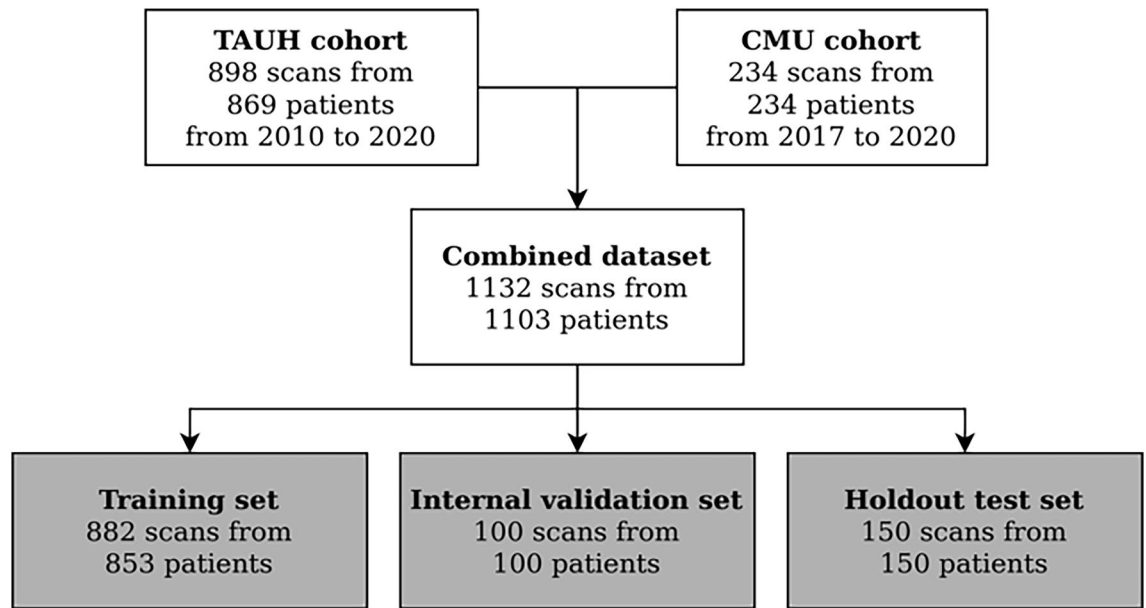 TAUH cohort
898 scans from
869 patients
from 2010 to 2020
CMU cohort
234 scans from
234 patients
from 2017 to 2020
Combined dataset
1132 scans from
1103 patients
Training set
882 scans from
853 patients
Internal validation set
100 scans from
100 patients
Holdout test set
150 scans from
150 patients